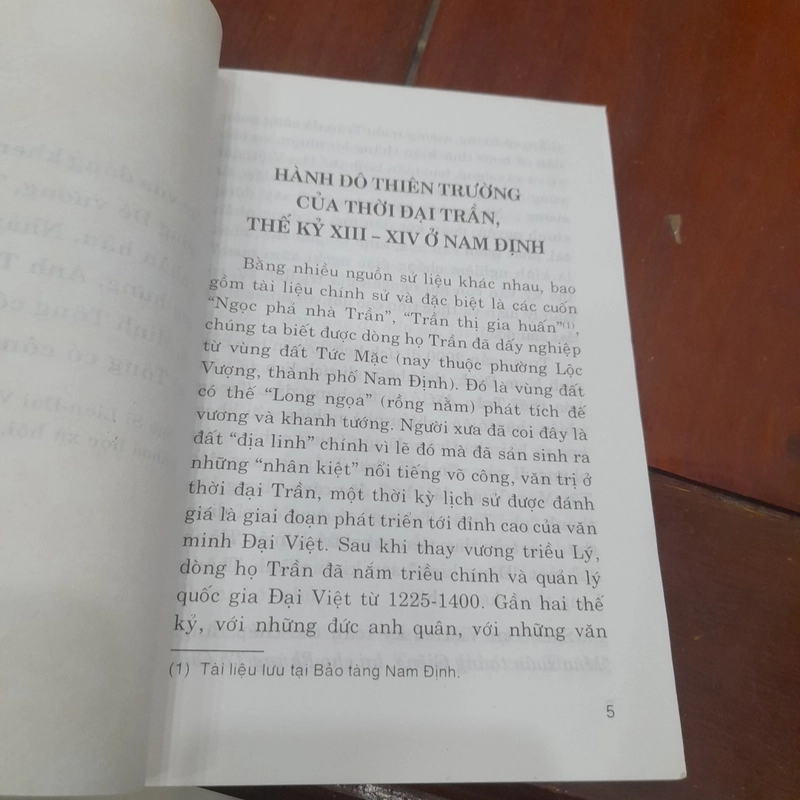 HÀNH ĐÔ THIÊN TRƯỜNG
CỦA THỜI ĐẠI TRẦN,
THẾ KỶ XIII – XIV Ở NAM ĐỊNH
Bằng nhiều nguồn sử liệu khác nhau, bao
gồm tài liệu chính sử và đặc biệt là các cuốn
“Ngọc phả nhà Trần”, “Trần thị gia huấn”(1),
chúng ta biết được dòng họ Trần đã dấy nghiệp
từ vùng đất Tức Mặc (nay thuộc phường Lộc
Vượng, thành phố Nam Định). Đó là vùng đất
có thế “Long ngọa” (rồng nằm) phát tích đế
vương và khanh tướng. Người xưa đã coi đây là
đất “địa linh” chính vì lẽ đó mà đã sản sinh ra
những “nhân kiệt” nổi tiếng võ công, văn trị ở
thời đại Trần, một thời kỳ lịch sử được đánh
giá là giai đoạn phát triển tới đỉnh cao của văn
minh Đại Việt. Sau khi thay vương triều Lý,
dòng họ Trần đã nắm triều chính và quản lý
quốc gia Đại Việt từ 1225-1400. Gần hai thế
kỷ, với những đức anh quân, với những văn
(1) Tài liệu lưu tại Bảo tàng Nam Định.
5